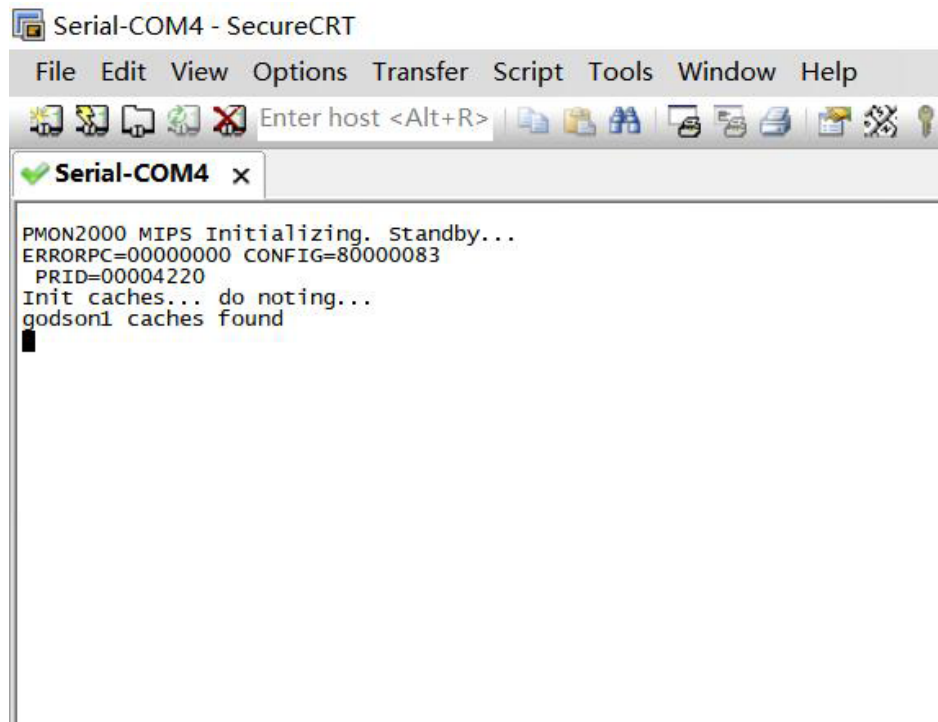 Serial-COM4 - SecureCRT
File Edit View Options Transfer Script Tools Window Help
Enter host <Alt+R>
Serial-COM4 x
PMON2000 MIPS Initializing. Standby...
ERRORPC=00000000 CONFIG=80000083
PRID=00004220
Init caches... do noting...
godson1 caches found